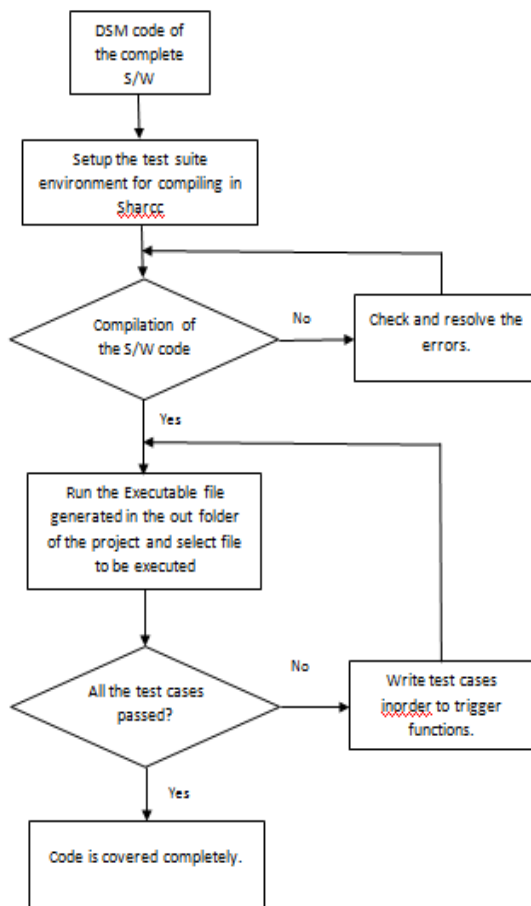 DSM code of
the complete
S/W
Setup the test suite
environment for compiling in
Sharcc
Compilation of
the S/W code
No
Check and resolve the
errors.
Yes
Run the Executable file
generated in the out folder
of the project and select file
to be executed
All the test cases
passed?
No
Write test cases
inorder to trigger
functions.
Yes
Code is covered completely.